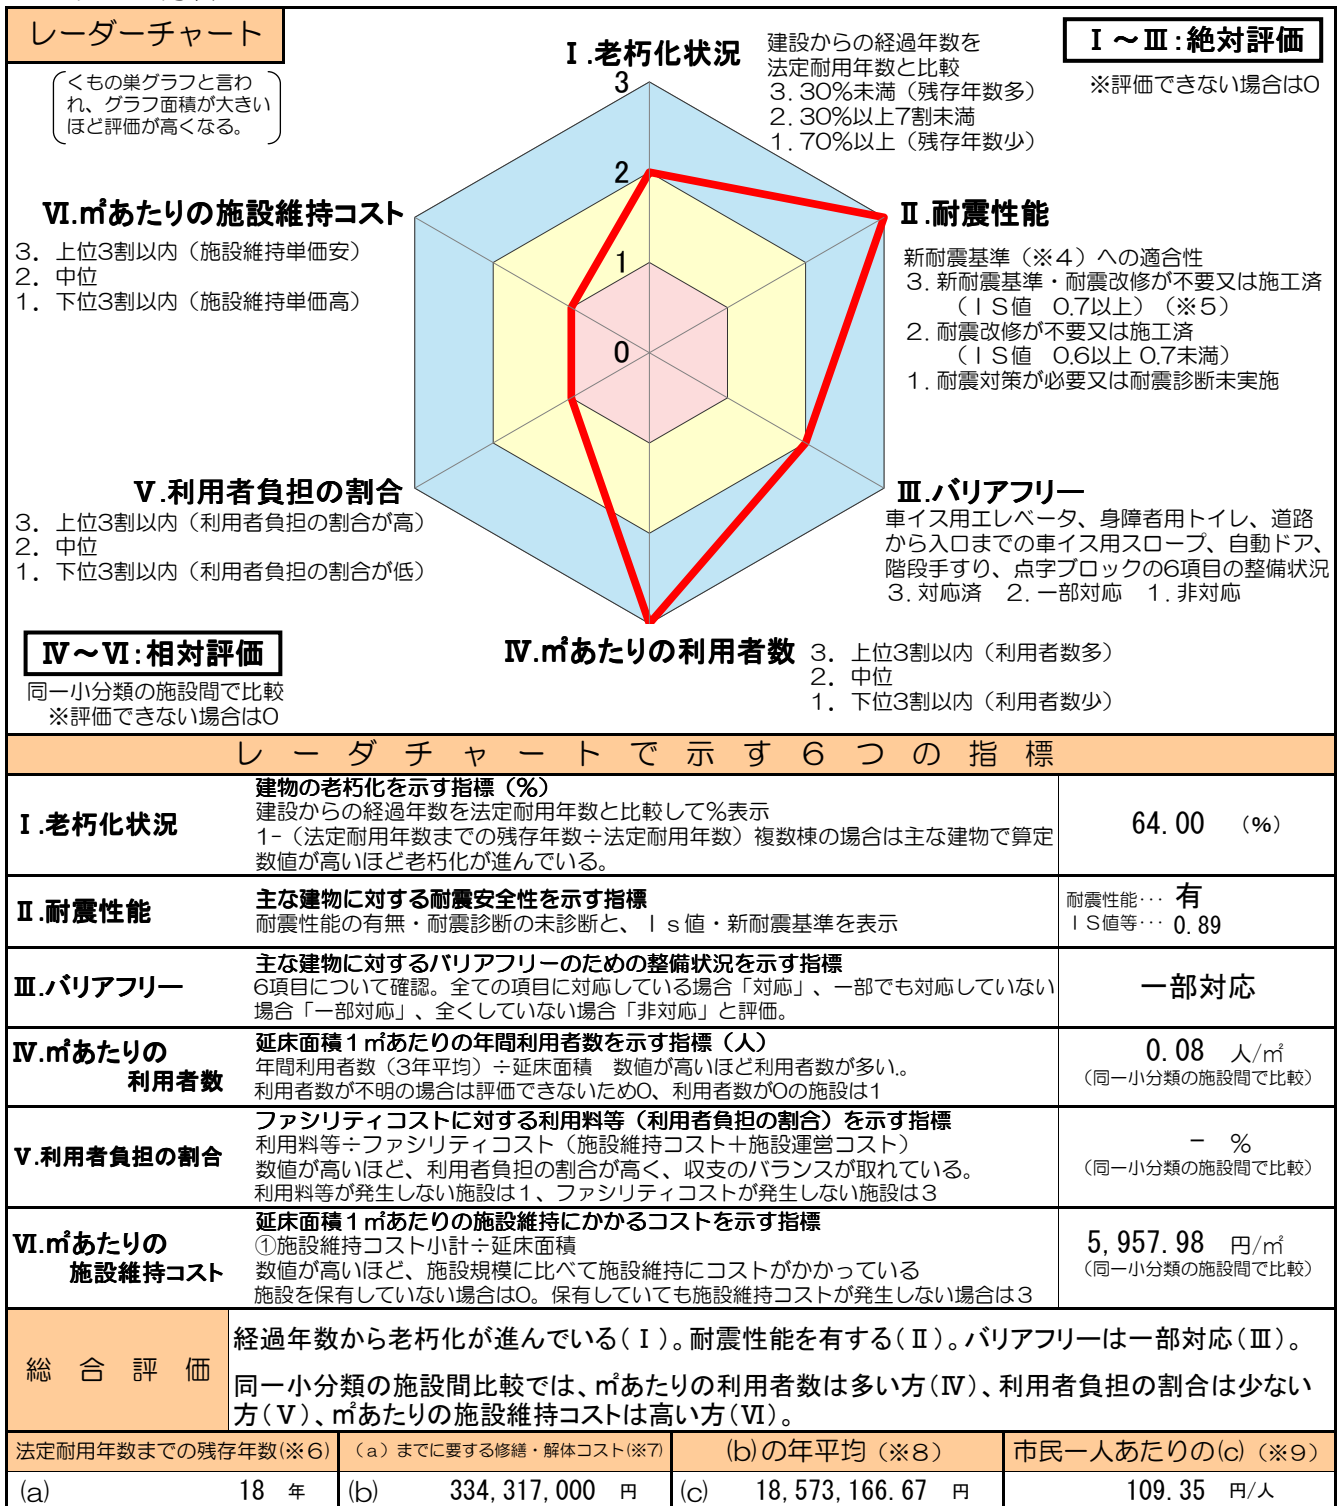 レーダーチャート
くもの巣グラフと言わ
れ、グラフ面積が大きい
ほど評価が高くなる。
Ⅰ～Ⅲ:絶対評価
※評価できない場合は0
Ⅰ.老朽化状況
建設からの経過年数を
法定耐用年数と比較
3. 30%未満（残存年数多）
2. 30%以上7割未満
1. 70%以上（残存年数少）
3
2
1
0
Ⅱ.耐震性能
新耐震基準（※4）への適合性
3. 新耐震基準・耐震改修が不要又は施工済
（ＩＳ値 0.7以上）（※5）
2. 耐震改修が不要又は施工済
（ＩＳ値 0.6以上 0.7未満）
1. 耐震対策が必要又は耐震診断未実施
Ⅵ.㎡あたりの施設維持コスト
3. 上位3割以内（施設維持単価安）
2. 中位
1. 下位3割以内（施設維持単価高）
Ⅴ.利用者負担の割合
3. 上位3割以内（利用者負担の割合が高）
2. 中位
1. 下位3割以内（利用者負担の割合が低）
Ⅲ.バリアフリー
車イス用エレベータ、身障者用トイレ、道路
から入口までの車イス用スロープ、自動ドア、
階段手すり、点字ブロックの6項目の整備状況
3. 対応済 2. 一部対応 1. 非対応
Ⅳ～Ⅵ:相対評価
同一小分類の施設間で比較
※評価できない場合は0
Ⅳ.㎡あたりの利用者数
3. 上位3割以内（利用者数多）
2. 中位
1. 下位3割以内（利用者数少）
レーダチャートで示す6つの指標
Ⅰ.老朽化状況
建物の老朽化を示す指標（%）
建設からの経過年数を法定耐用年数と比較して%表示
1-（法定耐用年数までの残存年数÷法定耐用年数）複数棟の場合は主な建物で算定
数値が高いほど老朽化が進んでいる。
64.00 （%）
Ⅱ.耐震性能
主な建物に対する耐震安全性を示す指標
耐震性能の有無・耐震診断の未診断と、Ｉｓ値・新耐震基準を表示
耐震性能… 有
ＩＳ値等… 0.89
Ⅲ.バリアフリー
主な建物に対するバリアフリーのための整備状況を示す指標
6項目について確認。全ての項目に対応している場合「対応」、一部でも対応していない
場合「一部対応」、全くしていない場合「非対応」と評価。
一部対応
Ⅳ.㎡あたりの
利用者数
延床面積１㎡あたりの年間利用者数を示す指標（人）
年間利用者数（3年平均）÷延床面積 数値が高いほど利用者数が多い。
利用者数が不明の場合は評価できないため0、利用者数が0の施設は1
0.08 人/㎡
（同一小分類の施設間で比較）
Ⅴ.利用者負担の割合
ファシリティコストに対する利用料等（利用者負担の割合）を示す指標
利用料等÷ファシリティコスト（施設維持コスト＋施設運営コスト）
数値が高いほど、利用者負担の割合が高く、収支のバランスが取れている。
利用料等が発生しない施設は１、ファシリティコストが発生しない施設は３
- %
（同一小分類の施設間で比較）
Ⅵ.㎡あたりの
施設維持コスト
延床面積１㎡あたりの施設維持にかかるコストを示す指標
①施設維持コスト小計÷延床面積
数値が高いほど、施設規模に比べて施設維持にコストがかかっている
施設を保有していない場合は0。保有していても施設維持コストが発生しない場合は３
5,957.98 円/㎡
（同一小分類の施設間で比較）
総合評価
経過年数から老朽化が進んでいる(Ⅰ)。耐震性能を有する(Ⅱ)。バリアフリーは一部対応(Ⅲ)。
同一小分類の施設間比較では、㎡あたりの利用者数は多い方(Ⅳ)、利用者負担の割合は少ない
方(Ⅴ)、㎡あたりの施設維持コストは高い方(Ⅵ)。
法定耐用年数までの残存年数(※6)
（a）までに要する修繕・解体コスト(※7)
(b)の年平均（※8）
市民一人あたりの(c)（※9）
(a) 18 年
(b) 334,317,000 円
(c) 18,573,166.67 円
109.35 円/人